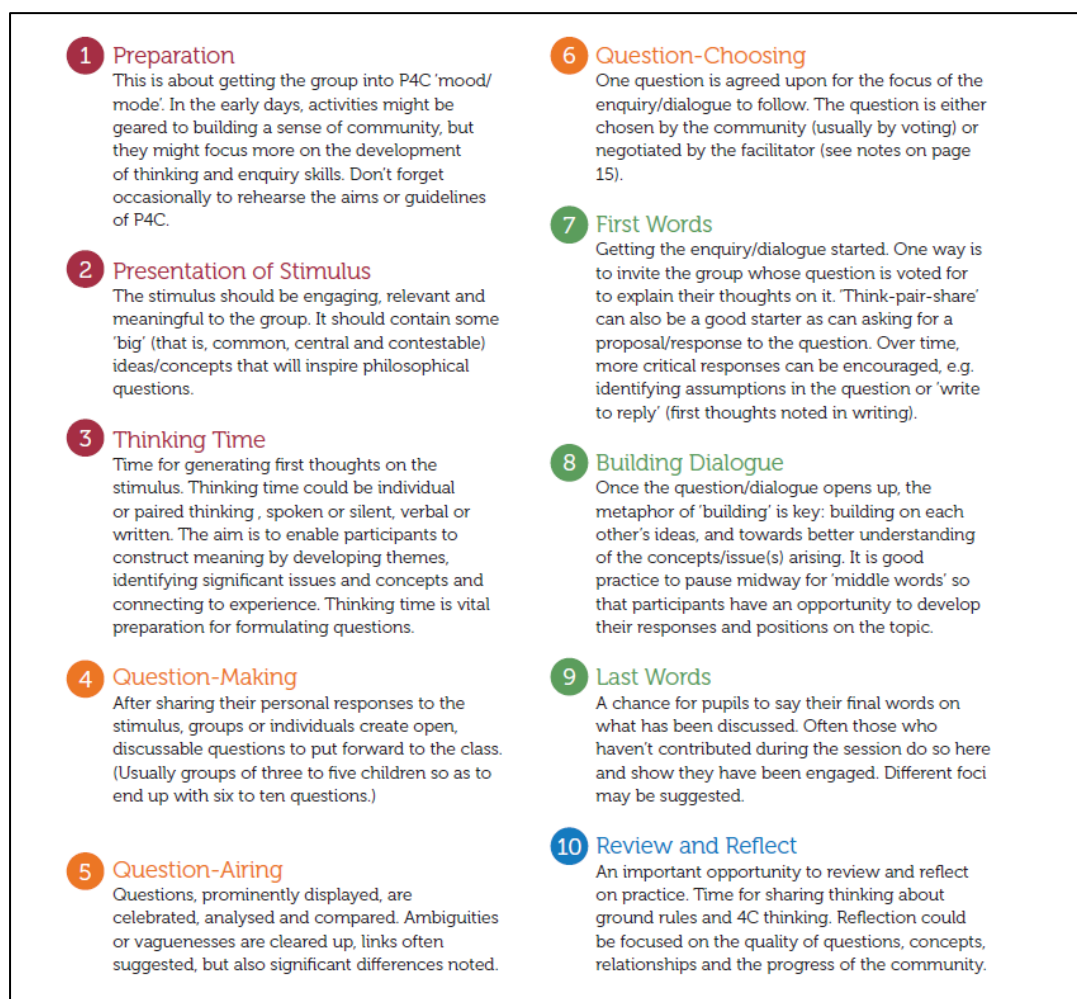 1 Preparation
This is about getting the group into P4C ‘mood/
mode’. In the early days, activities might be
geared to building a sense of community, but
they might focus more on the development
of thinking and enquiry skills. Don’t forget
occasionally to rehearse the aims or guidelines
of P4C.
2 Presentation of Stimulus
The stimulus should be engaging, relevant and
meaningful to the group. It should contain some
‘big’ (that is, common, central and contestable)
ideas/concepts that will inspire philosophical
questions.
3 Thinking Time
Time for generating first thoughts on the
stimulus. Thinking time could be individual
or paired thinking , spoken or silent, verbal or
written. The aim is to enable participants to
construct meaning by developing themes,
identifying significant issues and concepts and
connecting to experience. Thinking time is vital
preparation for formulating questions.
4 Question-Making
After sharing their personal responses to the
stimulus, groups or individuals create open,
discussable questions to put forward to the class.
(Usually groups of three to five children so as to
end up with six to ten questions.)
5 Question-Airing
Questions, prominently displayed, are
celebrated, analysed and compared. Ambiguities
or vaguenesses are cleared up, links often
suggested, but also significant differences noted.
6 Question-Choosing
One question is agreed upon for the focus of the
enquiry/dialogue to follow. The question is either
chosen by the community (usually by voting) or
negotiated by the facilitator (see notes on page
15).
7 First Words
Getting the enquiry/dialogue started. One way is
to invite the group whose question is voted for
to explain their thoughts on it. ‘Think-pair-share’
can also be a good starter as can asking for a
proposal/response to the question. Over time,
more critical responses can be encouraged, e.g.
identifying assumptions in the question or ‘write
to reply’ (first thoughts noted in writing).
8 Building Dialogue
Once the question/dialogue opens up, the
metaphor of ‘building’ is key: building on each
other’s ideas, and towards better understanding
of the concepts/issue(s) arising. It is good
practice to pause midway for ‘middle words’ so
that participants have an opportunity to develop
their responses and positions on the topic.
9 Last Words
A chance for pupils to say their final words on
what has been discussed. Often those who
haven’t contributed during the session do so here
and show they have been engaged. Different foci
may be suggested.
10 Review and Reflect
An important opportunity to review and reflect
on practice. Time for sharing thinking about
ground rules and 4C thinking. Reflection could
be focused on the quality of questions, concepts,
relationships and the progress of the community.